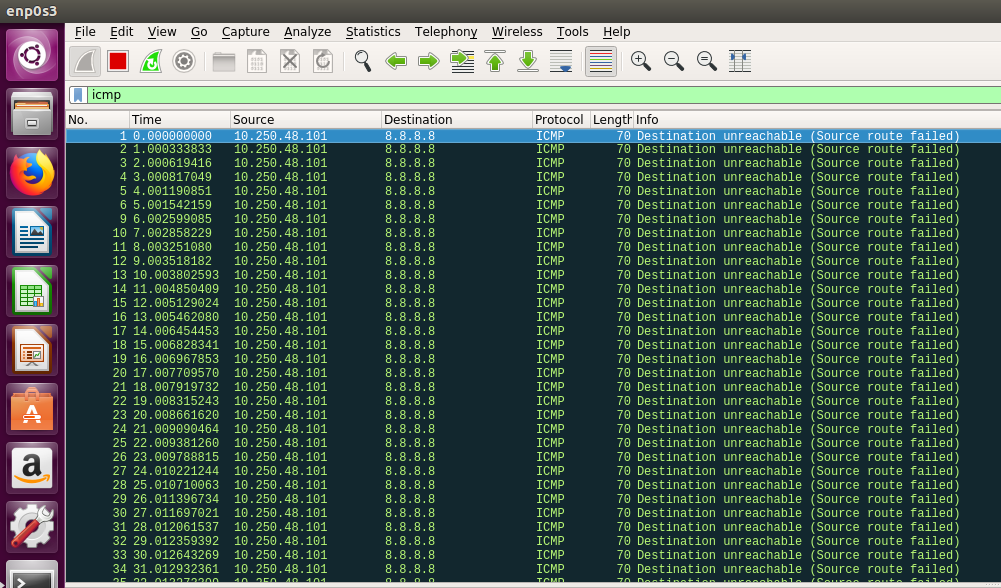 enp0s3
File Edit View Go Capture Analyze Statistics Telephony Wireless Tools Help
icmp
No. Time Source Destination Protocol Length Info
1 0.000000000 10.250.48.101 8.8.8.8 ICMP 70 Destination unreachable (Source route failed)
2 1.000333833 10.250.48.101 8.8.8.8 ICMP 70 Destination unreachable (Source route failed)
3 2.000619416 10.250.48.101 8.8.8.8 ICMP 70 Destination unreachable (Source route failed)
4 3.000817049 10.250.48.101 8.8.8.8 ICMP 70 Destination unreachable (Source route failed)
5 4.001190851 10.250.48.101 8.8.8.8 ICMP 70 Destination unreachable (Source route failed)
6 5.001542159 10.250.48.101 8.8.8.8 ICMP 70 Destination unreachable (Source route failed)
9 6.002599085 10.250.48.101 8.8.8.8 ICMP 70 Destination unreachable (Source route failed)
10 7.002858229 10.250.48.101 8.8.8.8 ICMP 70 Destination unreachable (Source route failed)
11 8.003251080 10.250.48.101 8.8.8.8 ICMP 70 Destination unreachable (Source route failed)
12 9.003518182 10.250.48.101 8.8.8.8 ICMP 70 Destination unreachable (Source route failed)
13 10.003802593 10.250.48.101 8.8.8.8 ICMP 70 Destination unreachable (Source route failed)
14 11.004850409 10.250.48.101 8.8.8.8 ICMP 70 Destination unreachable (Source route failed)
15 12.005129024 10.250.48.101 8.8.8.8 ICMP 70 Destination unreachable (Source route failed)
16 13.005462080 10.250.48.101 8.8.8.8 ICMP 70 Destination unreachable (Source route failed)
17 14.006454453 10.250.48.101 8.8.8.8 ICMP 70 Destination unreachable (Source route failed)
18 15.006828341 10.250.48.101 8.8.8.8 ICMP 70 Destination unreachable (Source route failed)
19 16.006967853 10.250.48.101 8.8.8.8 ICMP 70 Destination unreachable (Source route failed)
20 17.007709570 10.250.48.101 8.8.8.8 ICMP 70 Destination unreachable (Source route failed)
21 18.007919732 10.250.48.101 8.8.8.8 ICMP 70 Destination unreachable (Source route failed)
22 19.008315243 10.250.48.101 8.8.8.8 ICMP 70 Destination unreachable (Source route failed)
23 20.008661620 10.250.48.101 8.8.8.8 ICMP 70 Destination unreachable (Source route failed)
24 21.009090464 10.250.48.101 8.8.8.8 ICMP 70 Destination unreachable (Source route failed)
25 22.009381260 10.250.48.101 8.8.8.8 ICMP 70 Destination unreachable (Source route failed)
26 23.009788815 10.250.48.101 8.8.8.8 ICMP 70 Destination unreachable (Source route failed)
27 24.010221244 10.250.48.101 8.8.8.8 ICMP 70 Destination unreachable (Source route failed)
28 25.010710063 10.250.48.101 8.8.8.8 ICMP 70 Destination unreachable (Source route failed)
29 26.011396734 10.250.48.101 8.8.8.8 ICMP 70 Destination unreachable (Source route failed)
30 27.011697021 10.250.48.101 8.8.8.8 ICMP 70 Destination unreachable (Source route failed)
31 28.012061537 10.250.48.101 8.8.8.8 ICMP 70 Destination unreachable (Source route failed)
32 29.012359392 10.250.48.101 8.8.8.8 ICMP 70 Destination unreachable (Source route failed)
33 30.012643269 10.250.48.101 8.8.8.8 ICMP 70 Destination unreachable (Source route failed)
34 31.012932361 10.250.48.101 8.8.8.8 ICMP 70 Destination unreachable (Source route failed)
10.250.48.101 8.8.8.8 ICMP 70 Destination unreachable (Source route failed)